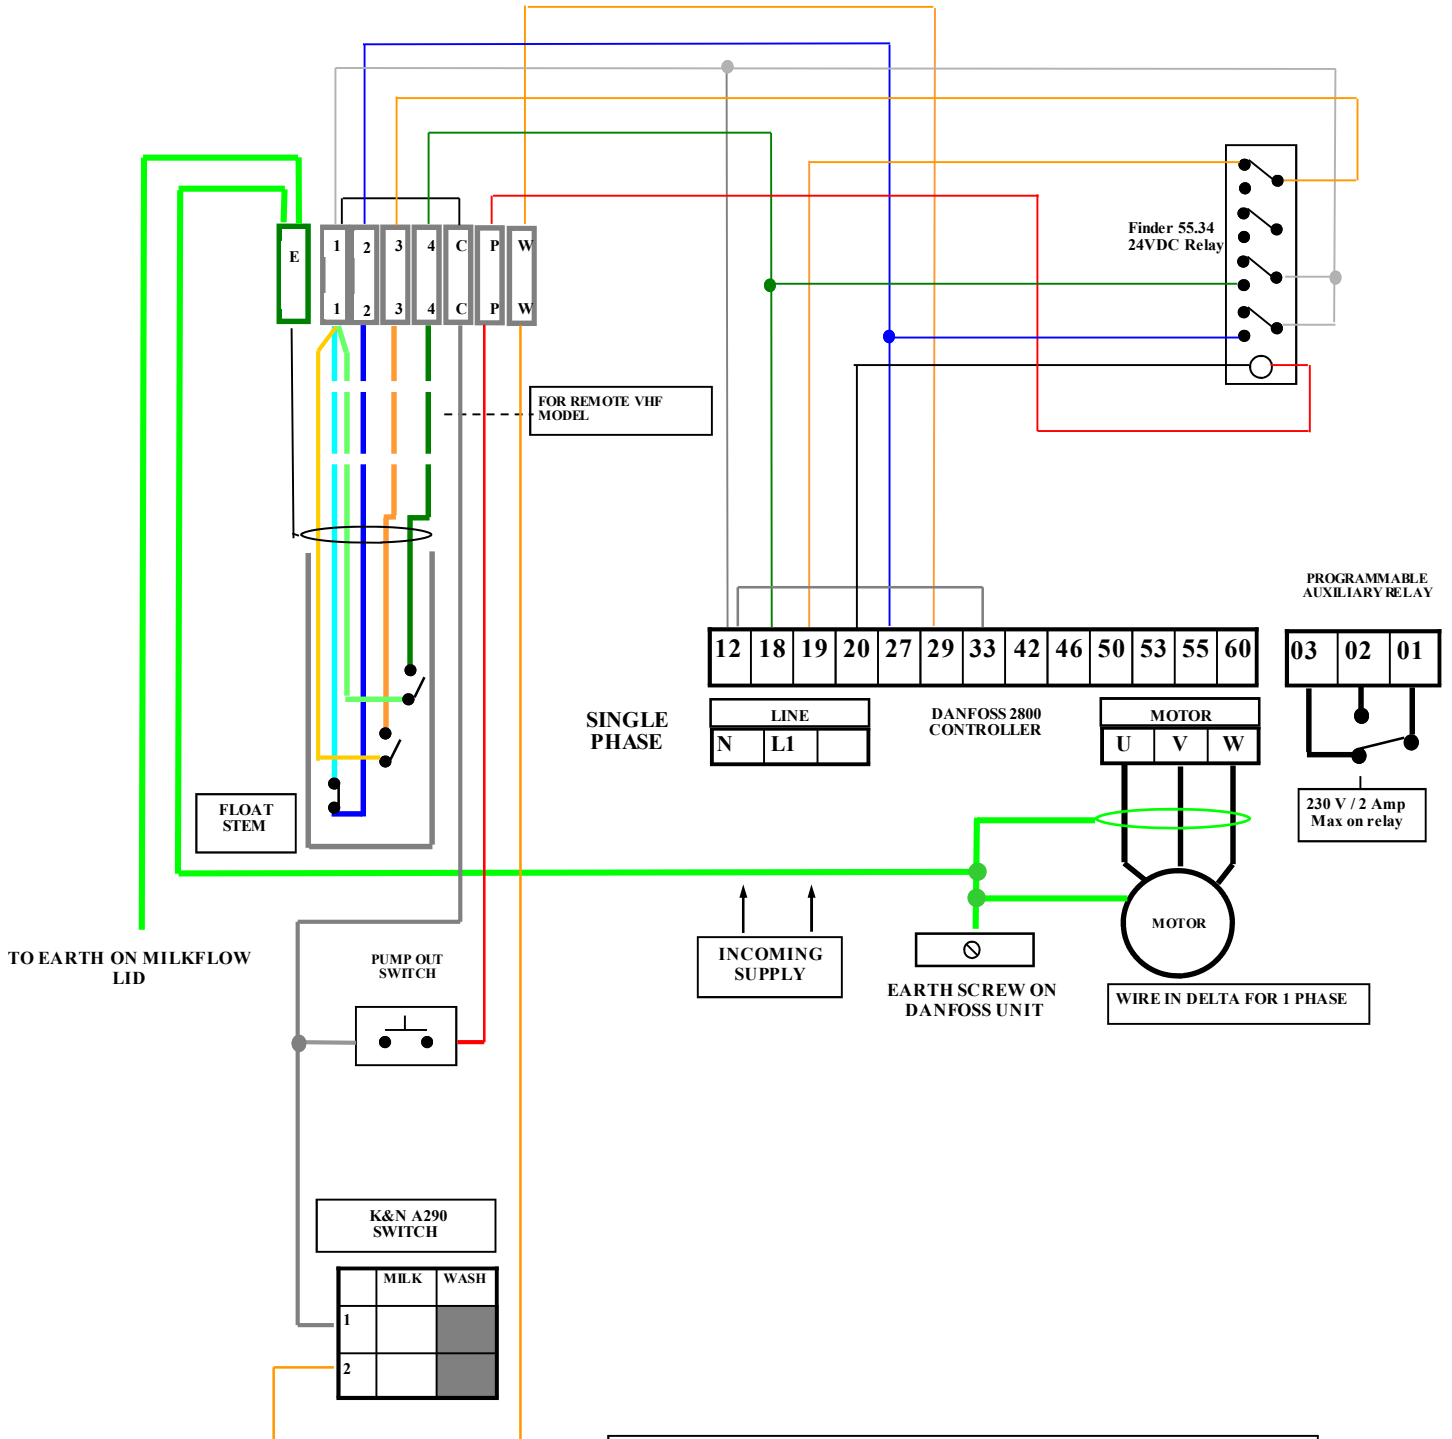 E
1 2 3 4 C P W
1 2 3 4 C P W
Finder 55.34
24VDC Relay
FOR REMOTE VHF
MODEL
PROGRAMMABLE
AUXILIARY RELAY
12 18 19 20 27 29 33 42 46 50 53 55 60
03 02 01
SINGLE
PHASE
LINE
N L1
DANFOSS 2800
CONTROLLER
MOTOR
U V W
230 V / 2 Amp
Max on relay
FLOAT
STEM
MOTOR
TO EARTH ON MILKFLOW
LID
PUMP OUT
SWITCH
INCOMING
SUPPLY
EARTH SCREW ON
DANFOSS UNIT
WIRE IN DELTA FOR 1 PHASE
K&N A290
SWITCH
MILK WASH
1
2